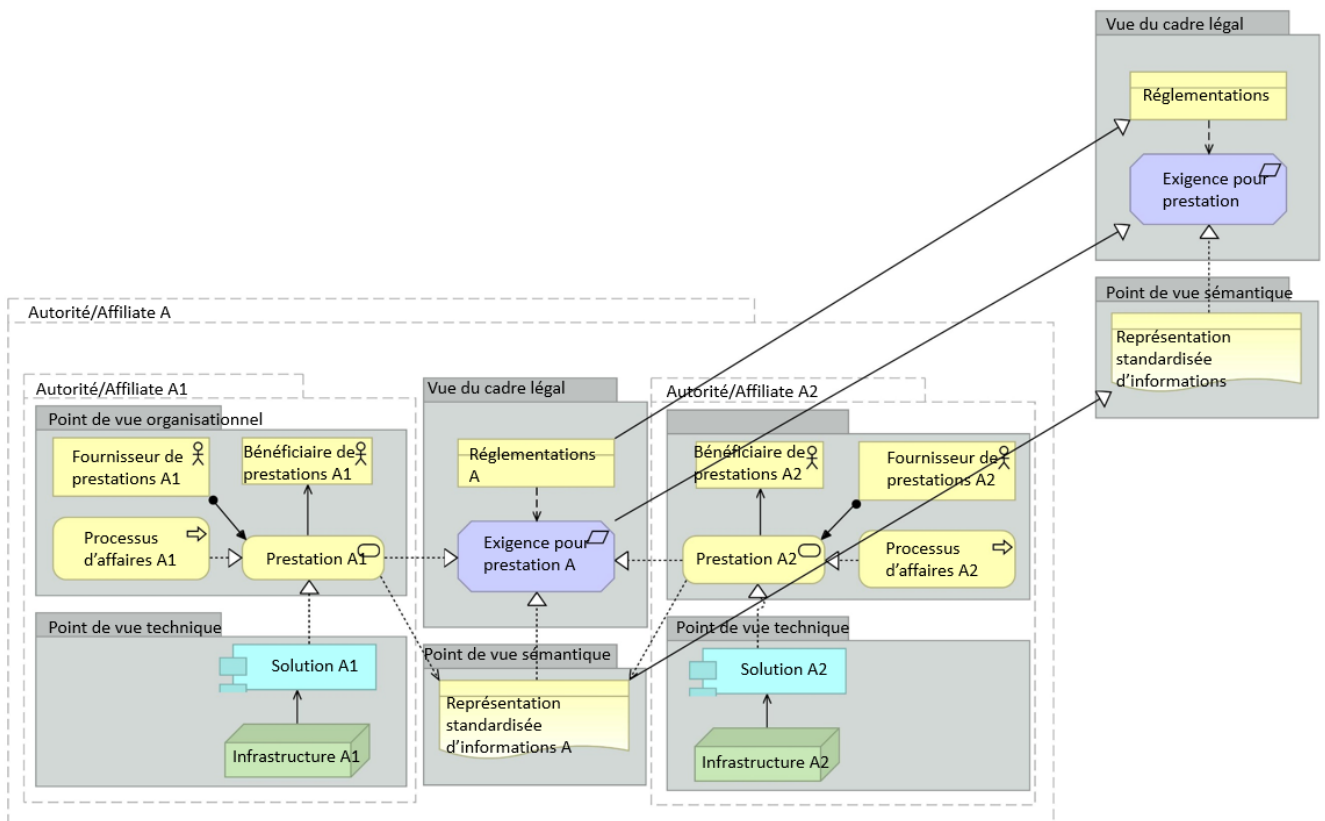 Vue du cadre légal
Réglementations
Exigence pour
prestation
Point de vue sémantique
Représentation
standardisée
d’informations
Autorité/Affiliate A
Autorité/Affiliate A1
Point de vue organisationnel
Fournisseur de
prestations A1
Bénéficiaire de
prestations A1
Processus
d’affaires A1
Prestation A1
Point de vue technique
Solution A1
Infrastructure A1
Vue du cadre légal
Réglementations
A
Exigence pour
prestation A
Point de vue sémantique
Représentation
standardisée
d’informations A
Autorité/Affiliate A2
Bénéficiaire de
prestations A2
Fournisseur de
prestations A2
Prestation A2
Processus
d’affaires A2
Point de vue technique
Solution A2
Infrastructure A2